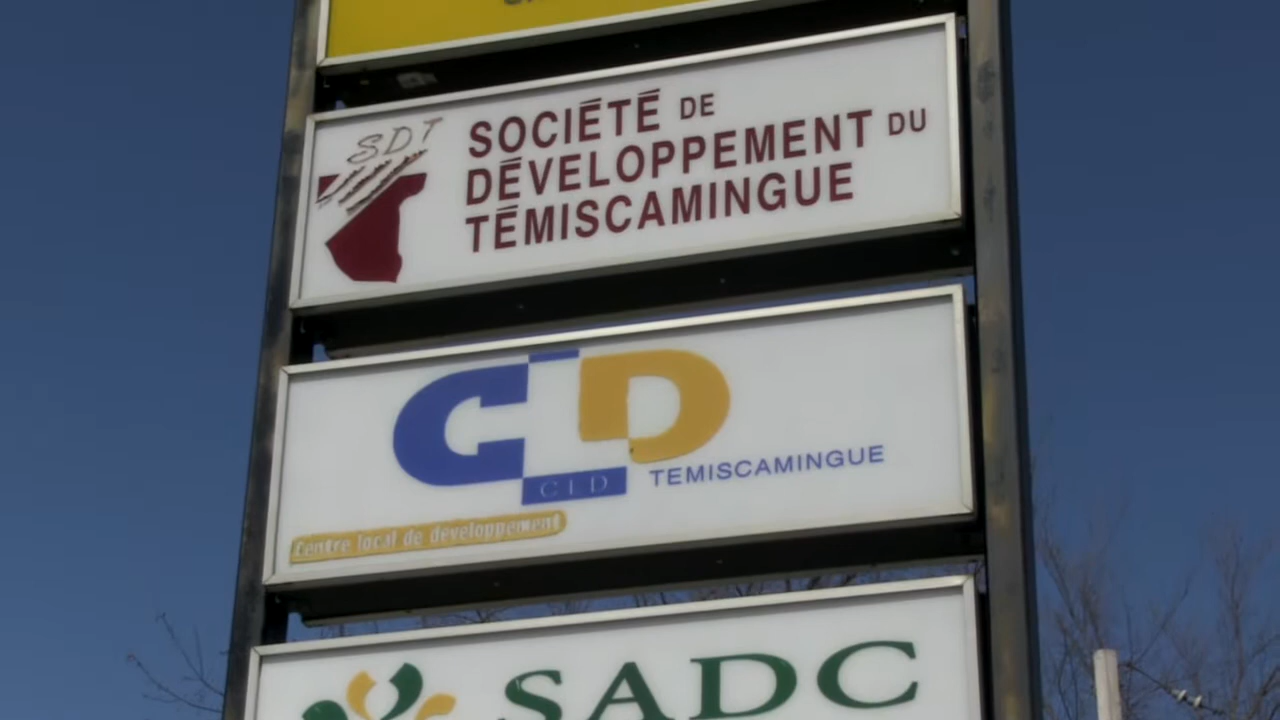 SDT
SOCIÉTÉ DE
DÉVELOPPEMENT DU
TÉMISCAMINGUE
CLD
CLD
TEMISCAMINGUE
Centre local de développement
SADC